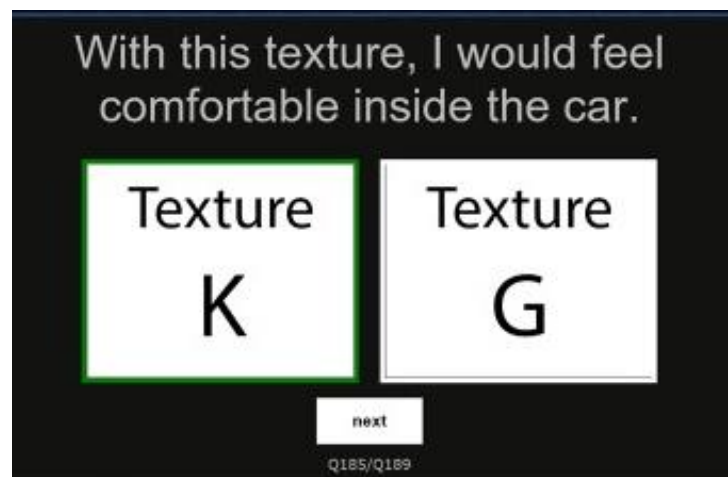 With this texture, I would feel
comfortable inside the car.
Texture
K
Texture
G
next
Q185/Q189